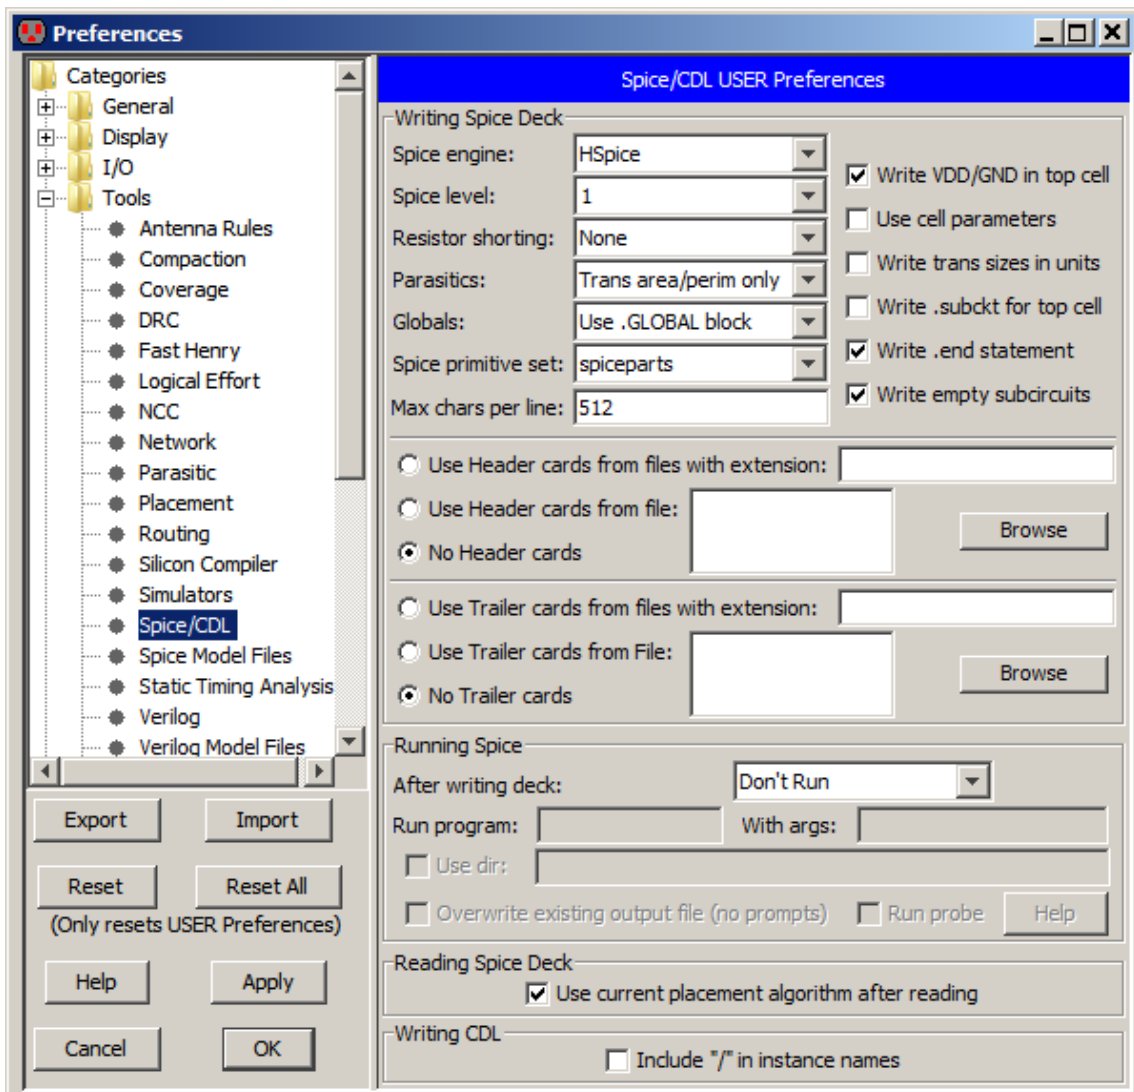 Preferences
Categories
General
Display
I/O
Tools
Antenna Rules
Compaction
Coverage
DRC
Fast Henry
Logical Effort
NCC
Network
Parasitic
Placement
Routing
Silicon Compiler
Simulators
Spice/CDL
Spice Model Files
Static Timing Analysis
Verilog
Verilog Model Files
Export Import
Reset Reset All
(Only resets USER Preferences)
Help Apply
Cancel OK
Spice/CDL USER Preferences
Writing Spice Deck
Spice engine: HSpice
Spice level: 1
Resistor shorting: None
Parasitics: Trans area/perim only
Globals: Use .GLOBAL block
Spice primitive set: spiceparts
Max chars per line: 512
Write VDD/GND in top cell
Use cell parameters
Write trans sizes in units
Write .subckt for top cell
Write .end statement
Write empty subcircuits
Use Header cards from files with extension:
Use Header cards from file:
Browse
No Header cards
Use Trailer cards from files with extension:
Use Trailer cards from File:
Browse
No Trailer cards
Running Spice
After writing deck: Don't Run
Run program: With args:
Use dir:
Overwrite existing output file (no prompts) Run probe Help
Reading Spice Deck
Use current placement algorithm after reading
Writing CDL
Include "/" in instance names